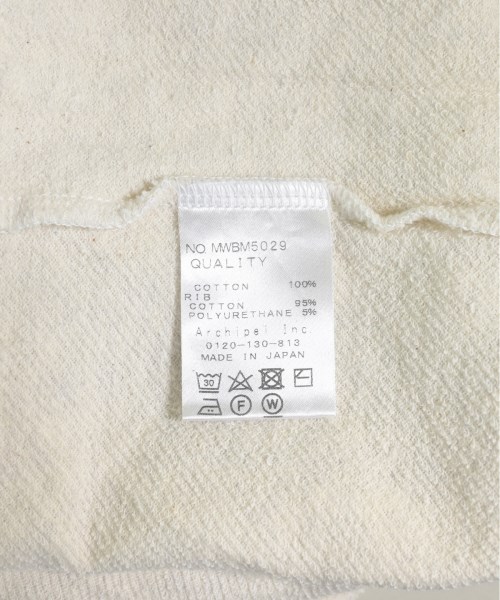 NO. MWBM5029
QUALITY
COTTON 100%
RIB
COTTON 95%
POLYURETHANE 5%
Archipel Inc
0120-130-813
MADE IN JAPAN
30
F W